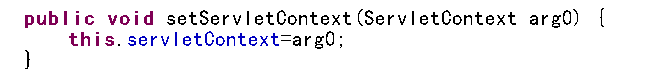 public void setServletContext(ServletContext arg0) {
    this.servletContext=arg0;
}